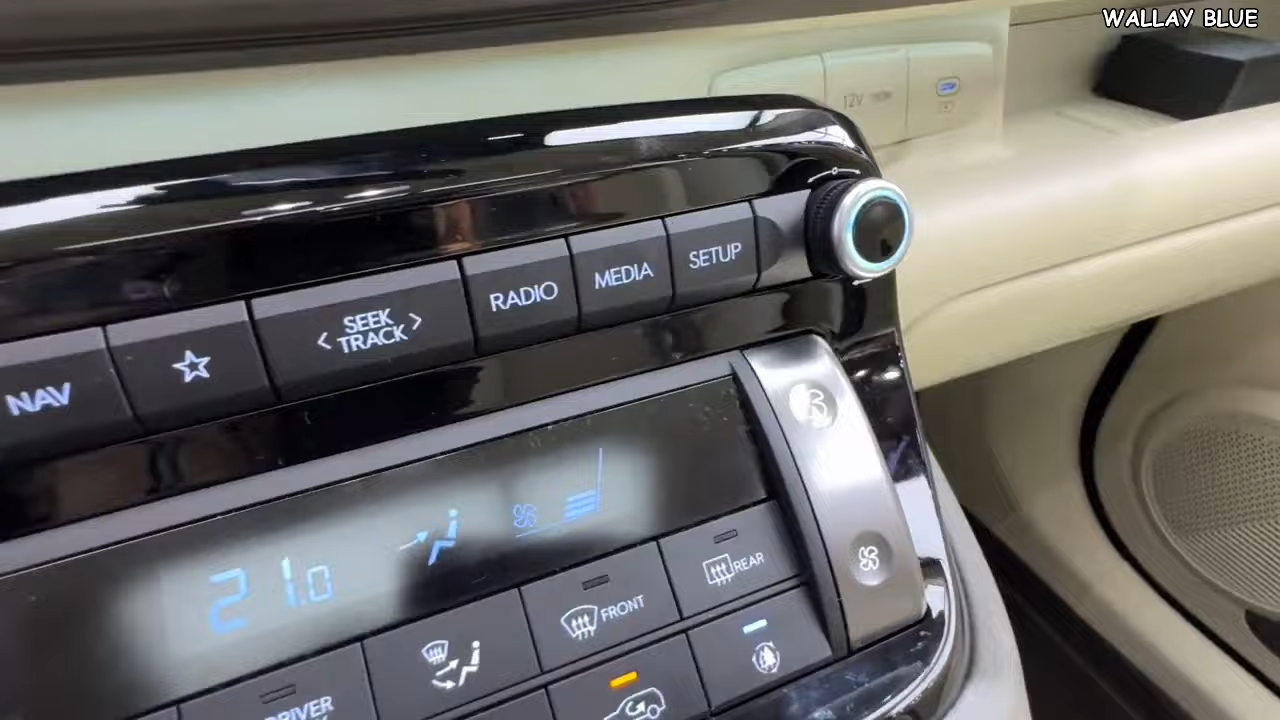 WALLAY BLUE
12V
SETUP
MEDIA
RADIO
< SEEK TRACK >
NAV
21.0
REAR
FRONT
DRIVER